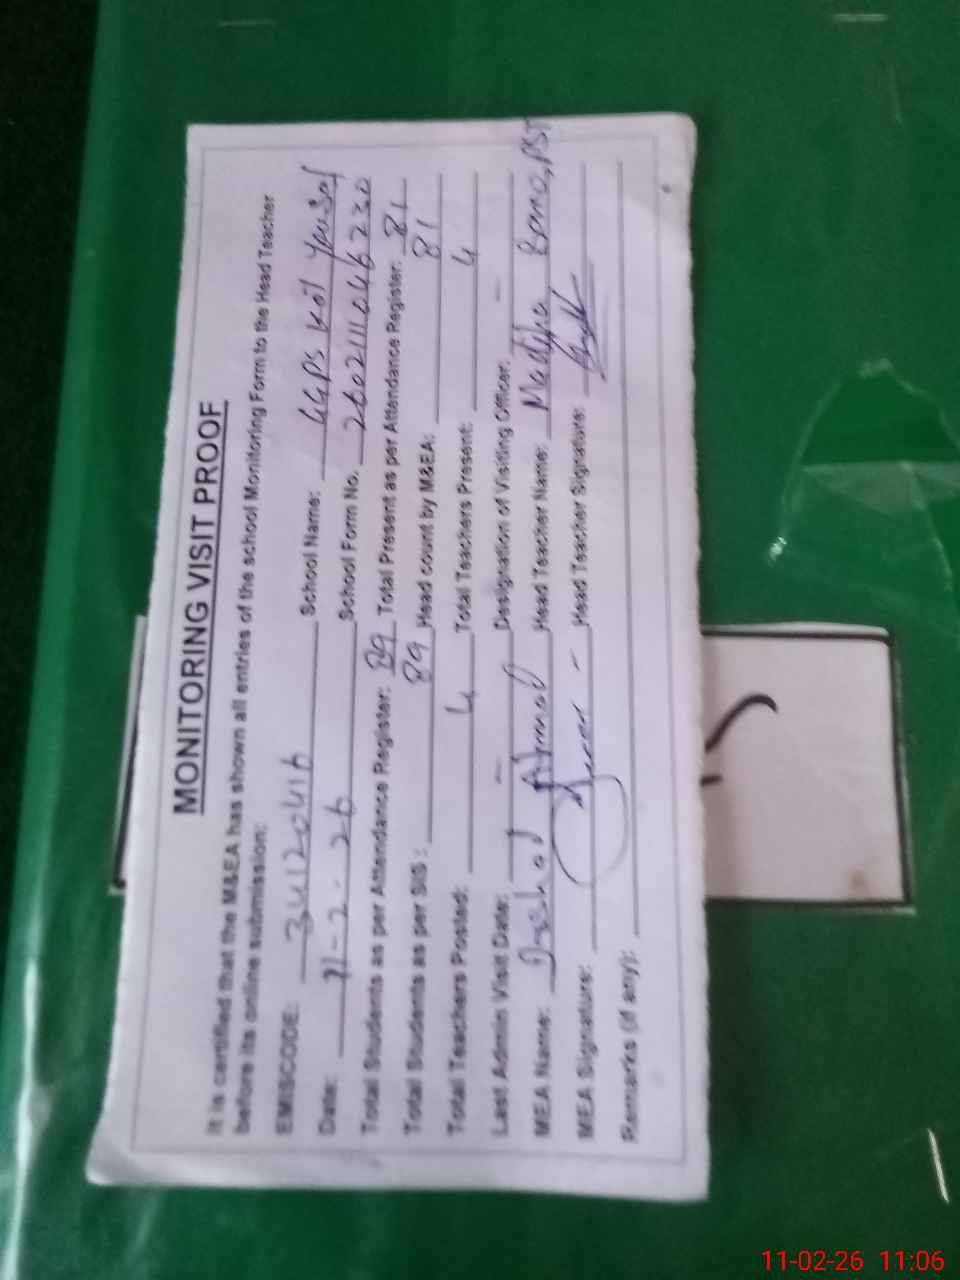 MONITORING VISIT PROOF
It is certified that the M&EA has shown all entries of the school Monitoring Form to the Head Teacher
before its online submission:
EMISCODE: 34120416 School Name: GGPS Kot Yousaf
Date: 11-2-26 School Form No. 2602111046230
Total Students as per Attendance Register: 89 Total Present as per Attendance Register: 81
Total Students as per SIS: 89 Head count by M&EA: 81
Total Teachers Posted: 4 Total Teachers Present: 4
Last Admin Visit Date: — Designation of Visiting Officer: —
MEA Name: Ahmad Head Teacher Name: Madiha Bano, PST
MEA Signature: Head Teacher Signature:
Remarks (if any):
11-02-26 11:06